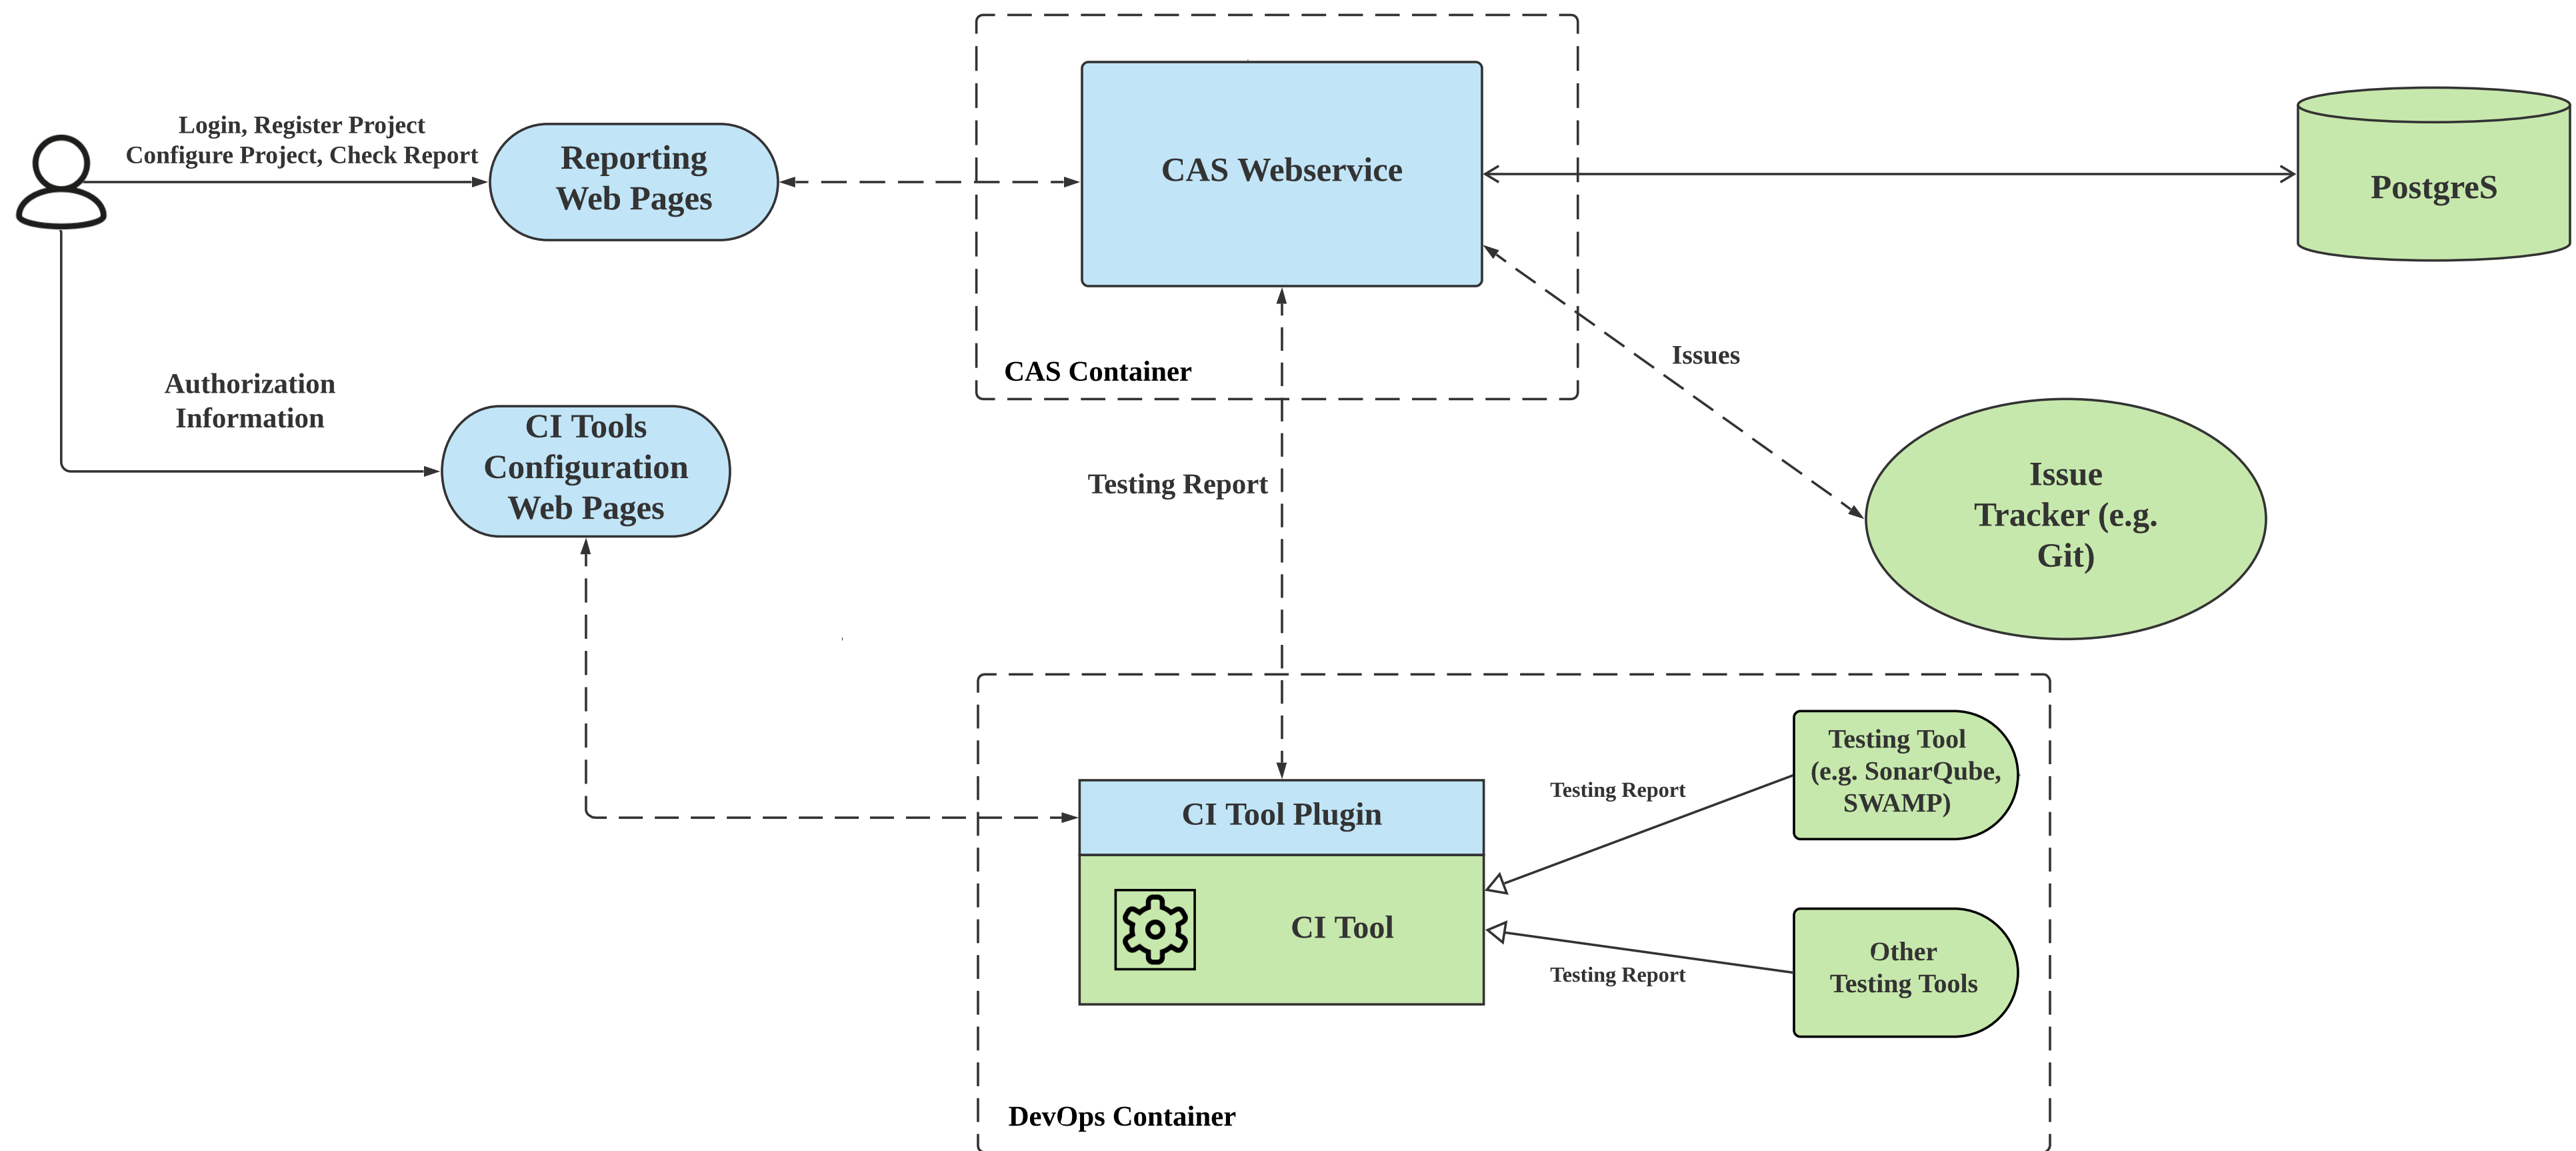 Login, Register Project
Configure Project, Check Report
Reporting
Web Pages
CAS Webservice
PostgreS
CAS Container
Issues
Authorization
Information
CI Tools
Configuration
Web Pages
Testing Report
Issue
Tracker (e.g.
Git)
CI Tool Plugin
CI Tool
Testing Report
Testing Tool
(e.g. SonarQube,
SWAMP)
Testing Report
Other
Testing Tools
DevOps Container